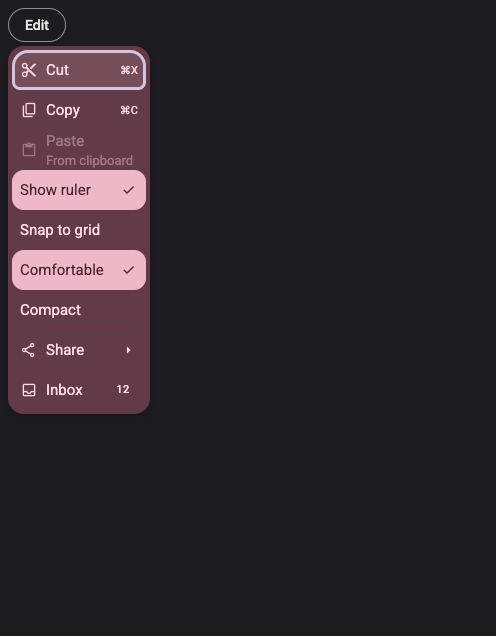 Edit
Cut ⌘X
Copy ⌘C
Paste
From clipboard
Show ruler
Snap to grid
Comfortable
Compact
Share
Inbox 12